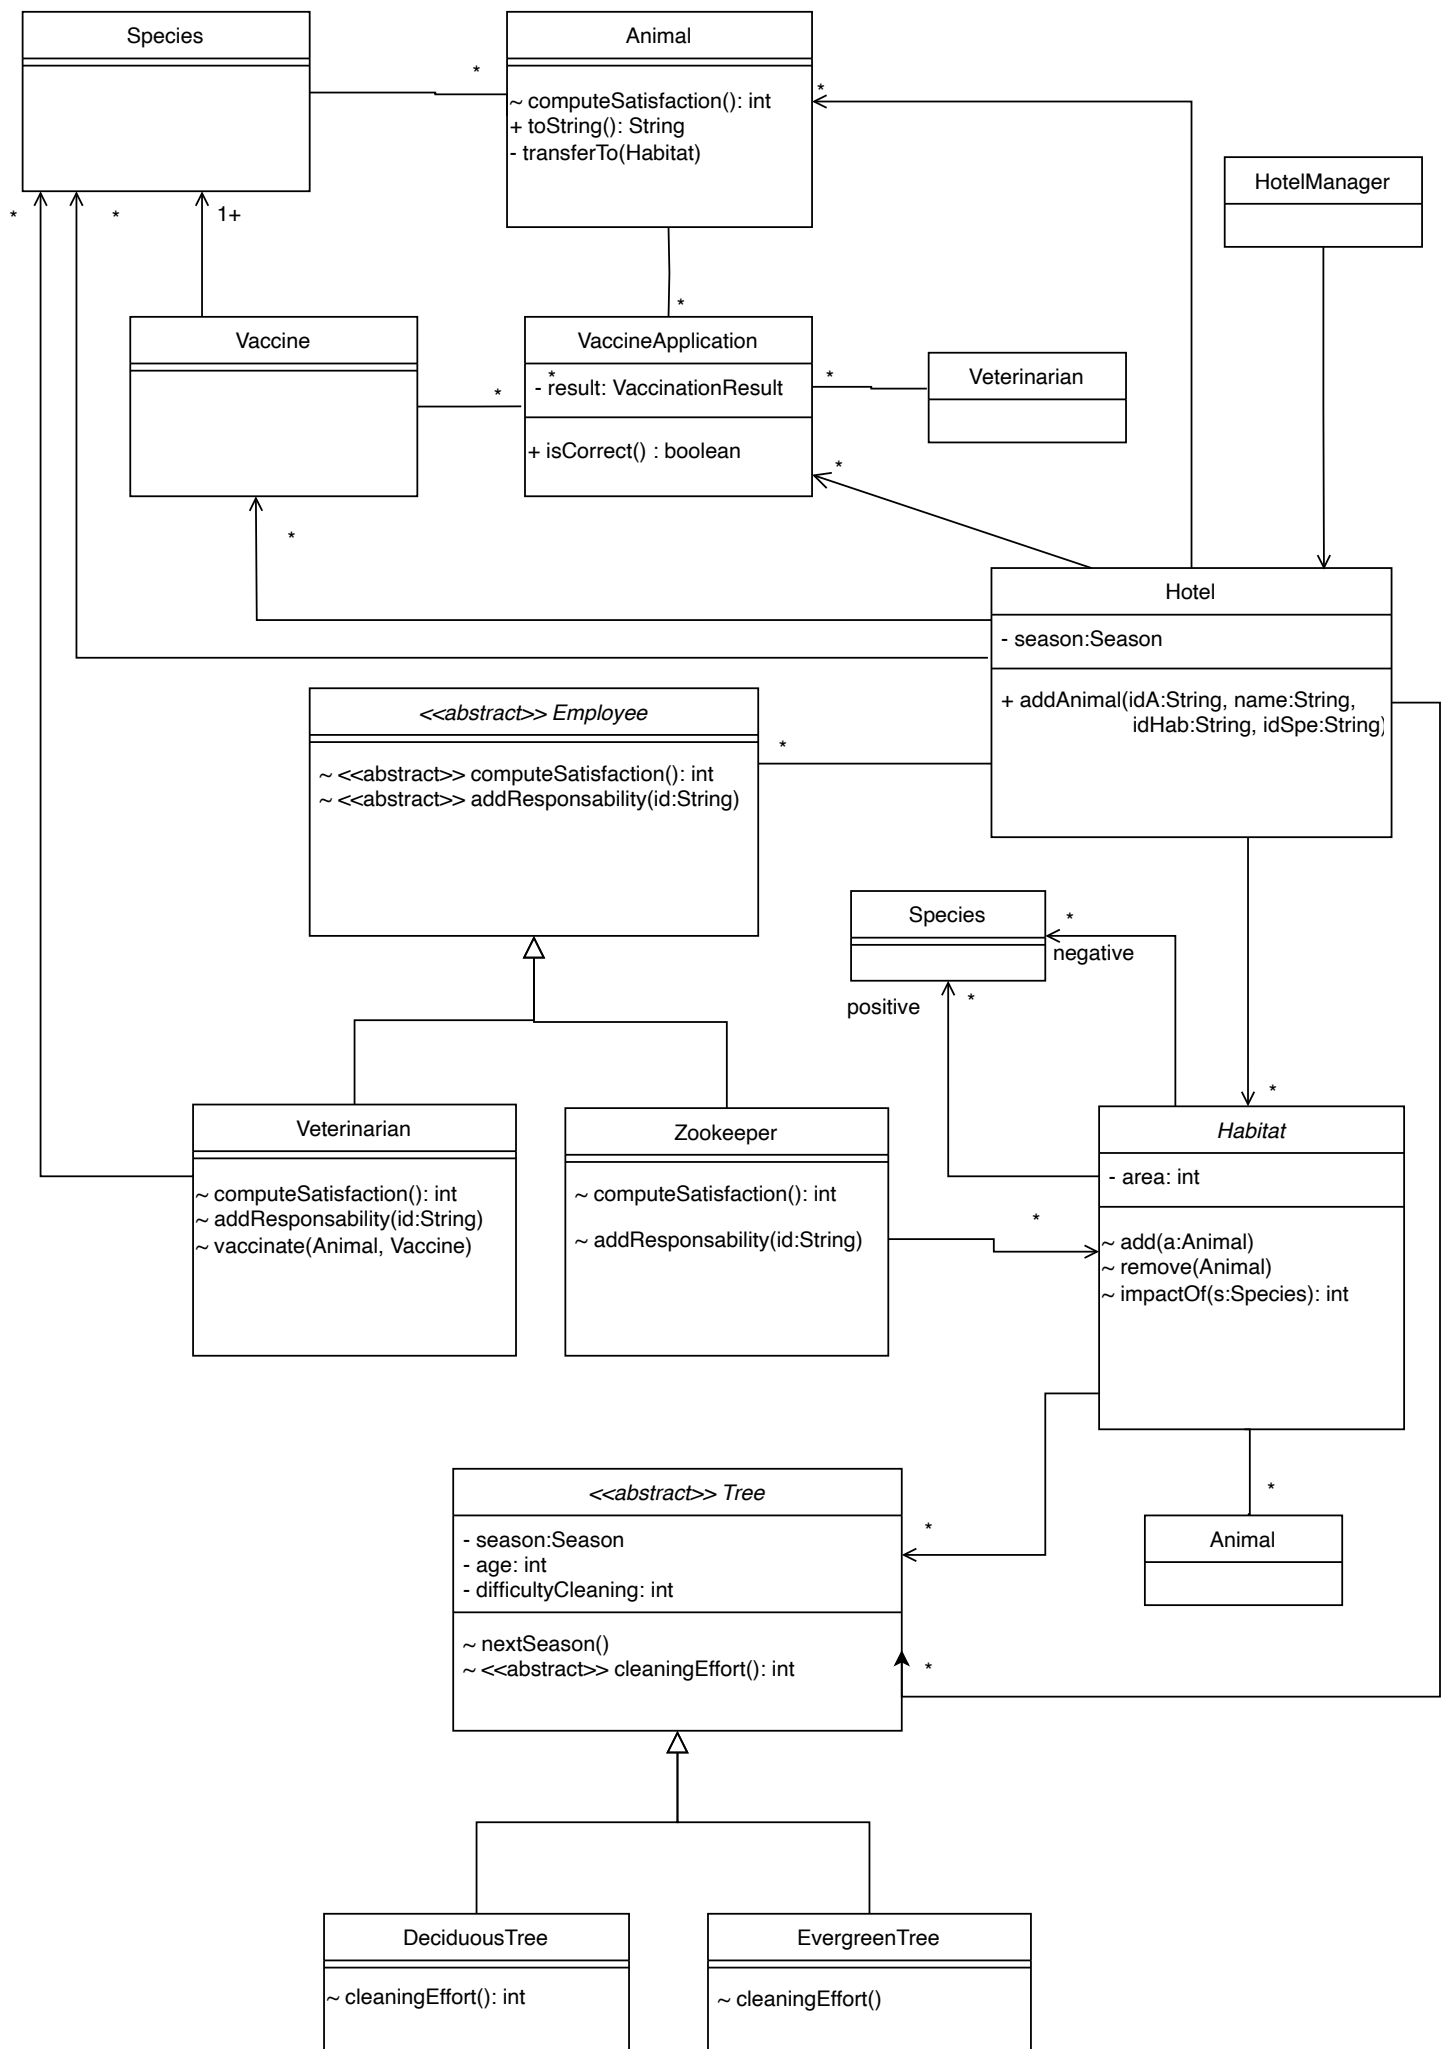 Species
Animal
*
~ computeSatisfaction(): int
+ toString(): String
- transferTo(Habitat)
*
HotelManager
*
*
1+
*
Vaccine
VaccineApplication
*
- result: VaccinationResult
+ isCorrect() : boolean
*
*
Veterinarian
*
*
Hotel
- season:Season
+ addAnimal(idA:String, name:String,
idHab:String, idSpe:String)
<<abstract>> Employee
~ <<abstract>> computeSatisfaction(): int
~ <<abstract>> addResponsability(id:String)
*
Species
*
negative
positive
*
*
Veterinarian
~ computeSatisfaction(): int
~ addResponsability(id:String)
~ vaccinate(Animal, Vaccine)
Zookeeper
~ computeSatisfaction(): int
~ addResponsability(id:String)
*
Habitat
- area: int
~ add(a:Animal)
~ remove(Animal)
~ impactOf(s:Species): int
<<abstract>> Tree
- season:Season
- age: int
- difficultyCleaning: int
~ nextSeason()
~ <<abstract>> cleaningEffort(): int
*
*
*
Animal
DeciduousTree
~ cleaningEffort(): int
EvergreenTree
~ cleaningEffort()